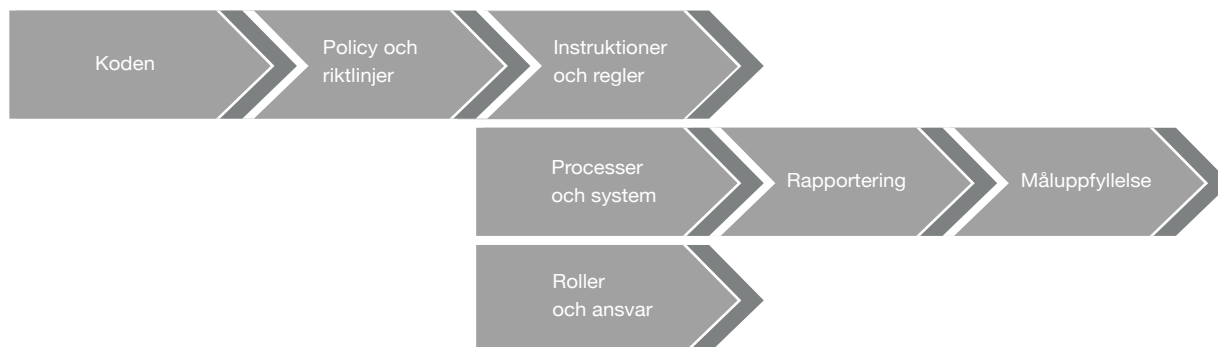 Koden
Policy och
riktlinjer
Instruktioner
och regler
Processer
och system
Rapportering
Måluppfyllelse
Roller
och ansvar